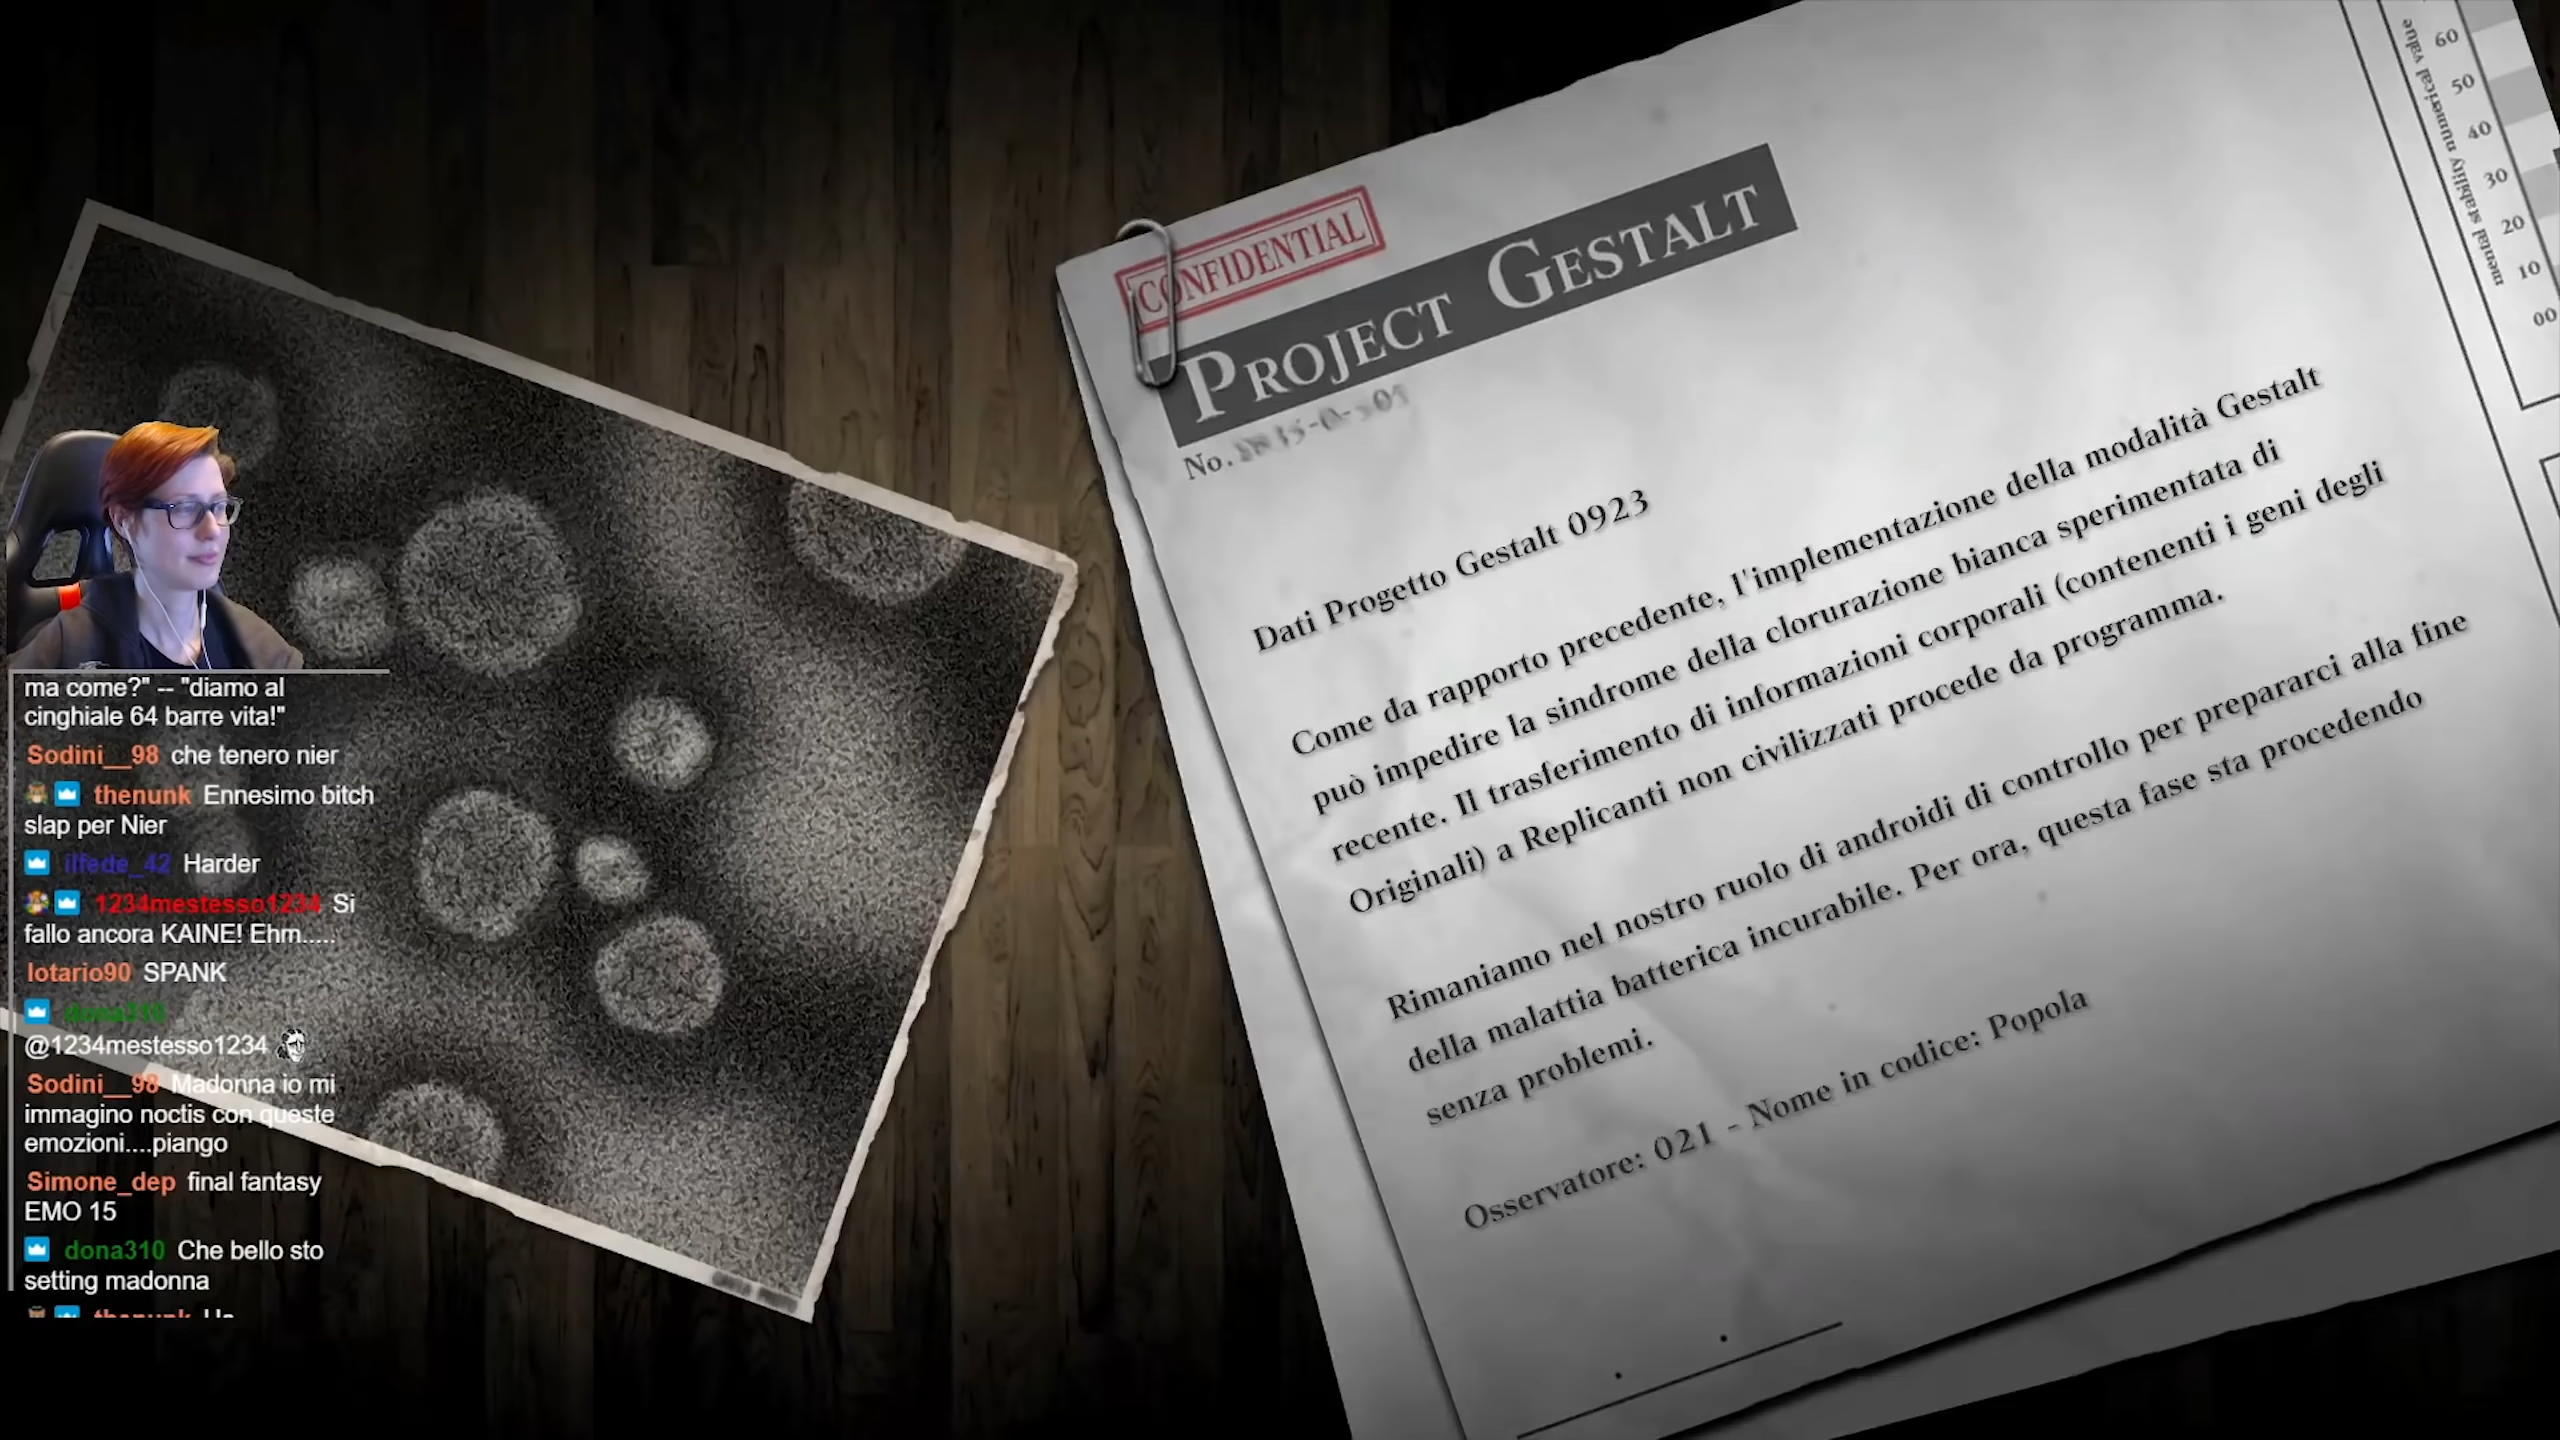 ma come?" -- "diamo al
cinghiale 64 barre vita!"
Sodini__98 che tenero nier
thenunk Ennesimo bitch
slap per Nier
ilfede_42 Harder
1234mestesso1234 Si
fallo ancora KAINE! Ehm.....
lotario90 SPANK
dona310
@1234mestesso1234
Sodini__98 Madonna io mi
immagino noctis con queste
emozioni....piango
Simone_dep final fantasy
EMO 15
dona310 Che bello sto
setting madonna
CONFIDENTIAL
PROJECT GESTALT
No.
Dati Progetto Gestalt 0923
Come da rapporto precedente, l'implementazione della modalità Gestalt
può impedire la sindrome della clorurazione bianca sperimentata di
recente. Il trasferimento di informazioni corporali (contenenti i geni degli
Originali) a Replicanti non civilizzati procede da programma.
Rimaniamo nel nostro ruolo di androidi di controllo per prepararci alla fine
della malattia batterica incurabile. Per ora, questa fase sta procedendo
senza problemi.
Osservatore: 021 - Nome in codice: Popola
mental stability numerical value
60
50
40
30
20
10
00